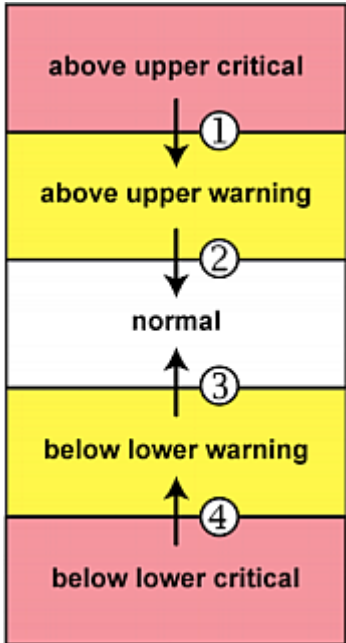 above upper critical
①
above upper warning
②
normal
③
below lower warning
④
below lower critical